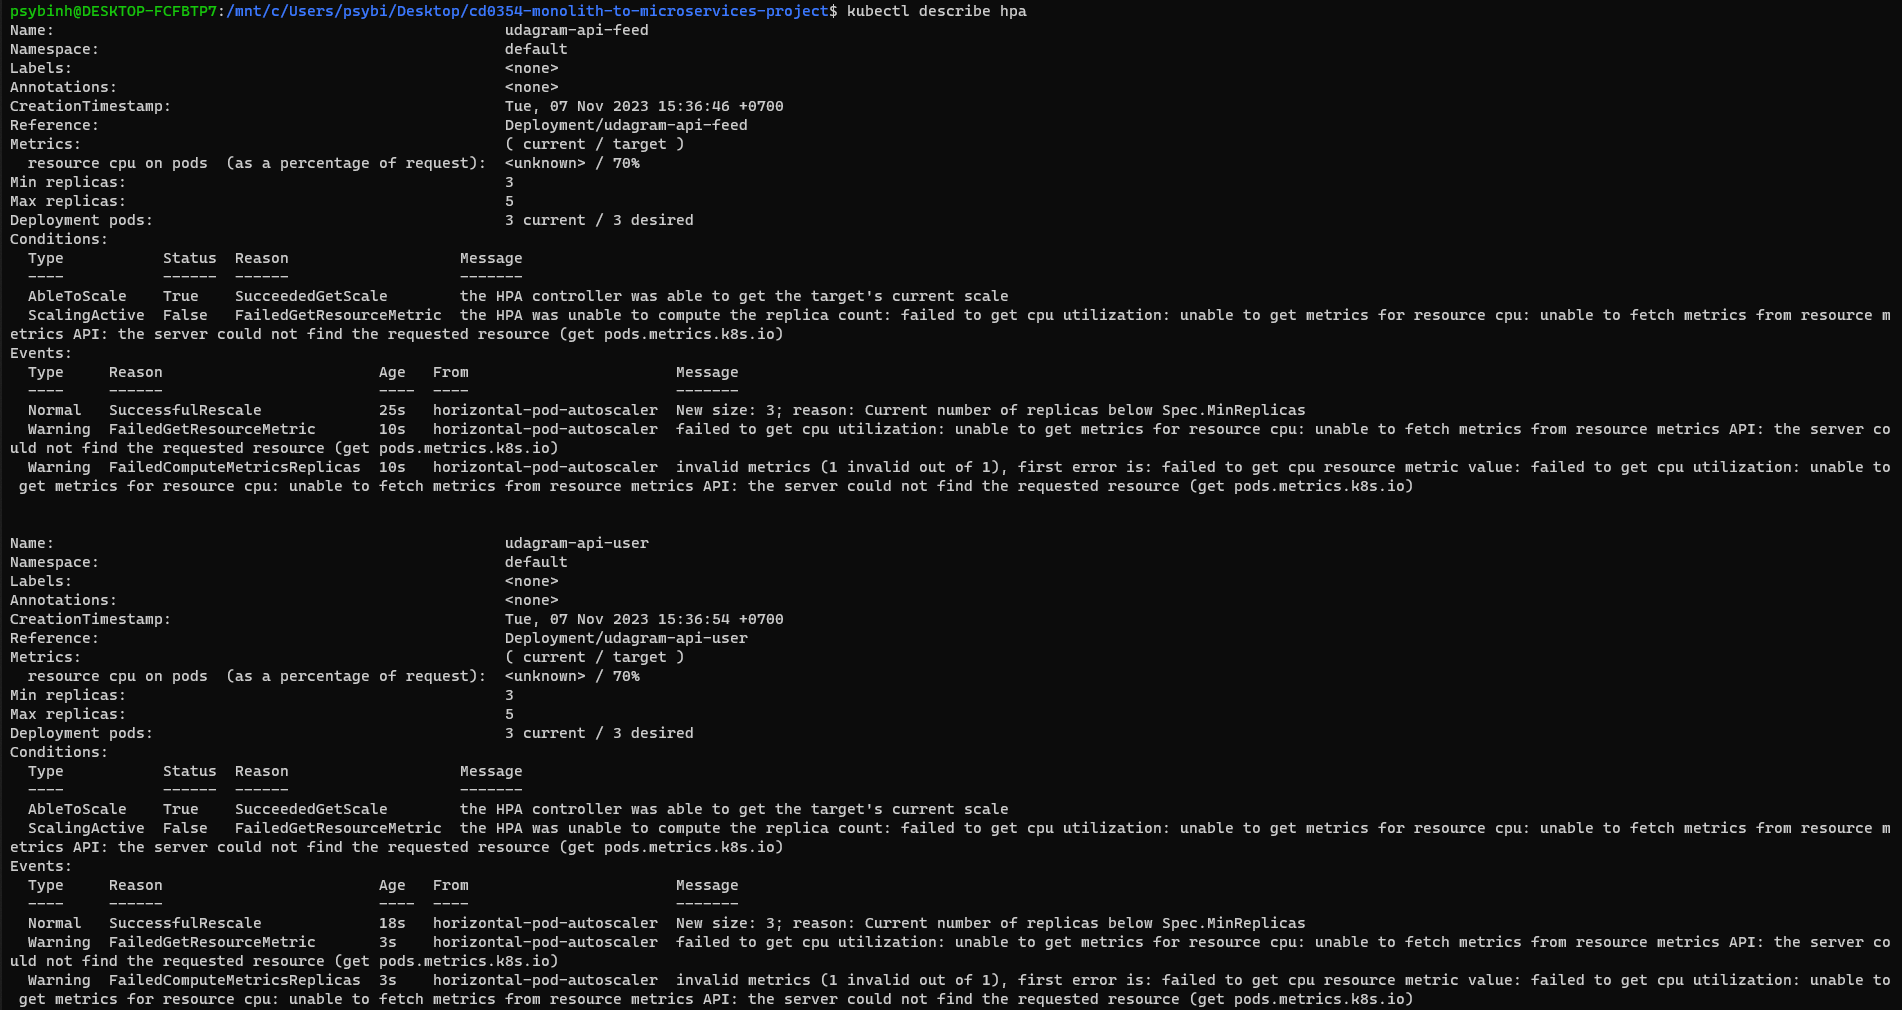 psybinh@DESKTOP-FCFBTP7:/mnt/c/Users/psybi/Desktop/cd0354-monolith-to-microservices-project$ kubectl describe hpa
Name:                                                  udagram-api-feed
Namespace:                                             default
Labels:                                                <none>
Annotations:                                           <none>
CreationTimestamp:                                     Tue, 07 Nov 2023 15:36:46 +0700
Reference:                                             Deployment/udagram-api-feed
Metrics:                                               ( current / target )
  resource cpu on pods  (as a percentage of request):  <unknown> / 70%
Min replicas:                                          3
Max replicas:                                          5
Deployment pods:                                       3 current / 3 desired
Conditions:
  Type           Status  Reason                   Message
  ----           ------  ------                   -------
  AbleToScale    True    SucceededGetScale        the HPA controller was able to get the target's current scale
  ScalingActive  False   FailedGetResourceMetric  the HPA was unable to compute the replica count: failed to get cpu utilization: unable to get metrics for resource cpu: unable to fetch metrics from resource m
etrics API: the server could not find the requested resource (get pods.metrics.k8s.io)
Events:
  Type     Reason                        Age   From                       Message
  ----     ------                        ----  ----                       -------
  Normal   SuccessfulRescale             25s   horizontal-pod-autoscaler  New size: 3; reason: Current number of replicas below Spec.MinReplicas
  Warning  FailedGetResourceMetric       10s   horizontal-pod-autoscaler  failed to get cpu utilization: unable to get metrics for resource cpu: unable to fetch metrics from resource metrics API: the server co
uld not find the requested resource (get pods.metrics.k8s.io)
  Warning  FailedComputeMetricsReplicas  10s   horizontal-pod-autoscaler  invalid metrics (1 invalid out of 1), first error is: failed to get cpu resource metric value: failed to get cpu utilization: unable to
 get metrics for resource cpu: unable to fetch metrics from resource metrics API: the server could not find the requested resource (get pods.metrics.k8s.io)
Name:                                                  udagram-api-user
Namespace:                                             default
Labels:                                                <none>
Annotations:                                           <none>
CreationTimestamp:                                     Tue, 07 Nov 2023 15:36:54 +0700
Reference:                                             Deployment/udagram-api-user
Metrics:                                               ( current / target )
  resource cpu on pods  (as a percentage of request):  <unknown> / 70%
Min replicas:                                          3
Max replicas:                                          5
Deployment pods:                                       3 current / 3 desired
Conditions:
  Type           Status  Reason                   Message
  ----           ------  ------                   -------
  AbleToScale    True    SucceededGetScale        the HPA controller was able to get the target's current scale
  ScalingActive  False   FailedGetResourceMetric  the HPA was unable to compute the replica count: failed to get cpu utilization: unable to get metrics for resource cpu: unable to fetch metrics from resource m
etrics API: the server could not find the requested resource (get pods.metrics.k8s.io)
Events:
  Type     Reason                        Age   From                       Message
  ----     ------                        ----  ----                       -------
  Normal   SuccessfulRescale             18s   horizontal-pod-autoscaler  New size: 3; reason: Current number of replicas below Spec.MinReplicas
  Warning  FailedGetResourceMetric       3s    horizontal-pod-autoscaler  failed to get cpu utilization: unable to get metrics for resource cpu: unable to fetch metrics from resource metrics API: the server co
uld not find the requested resource (get pods.metrics.k8s.io)
  Warning  FailedComputeMetricsReplicas  3s    horizontal-pod-autoscaler  invalid metrics (1 invalid out of 1), first error is: failed to get cpu resource metric value: failed to get cpu utilization: unable to
 get metrics for resource cpu: unable to fetch metrics from resource metrics API: the server could not find the requested resource (get pods.metrics.k8s.io)